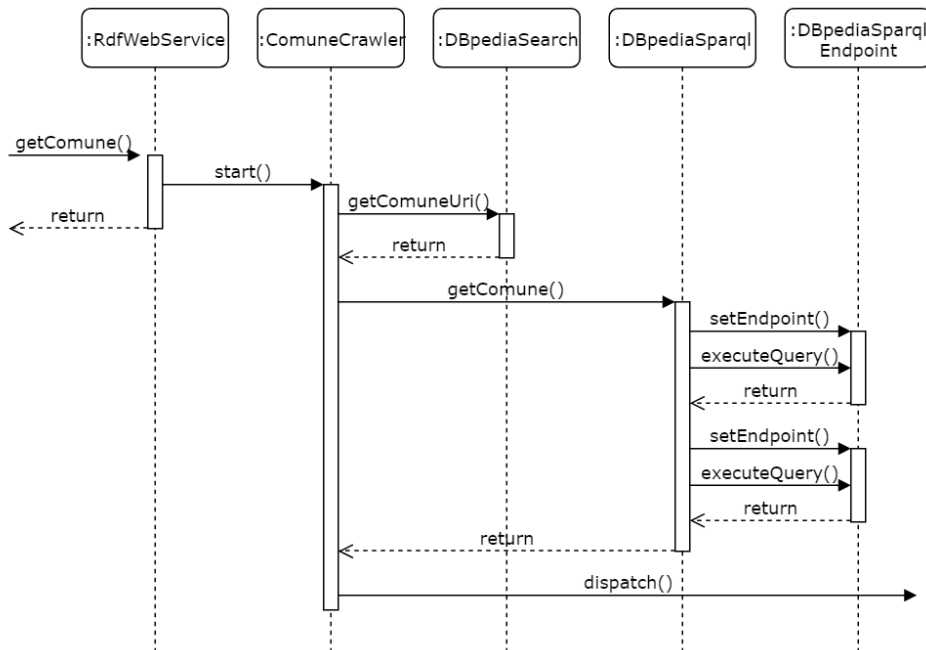 :RdfWebService
:ComuneCrawler
:DBpediaSearch
:DBpediaSparql
:DBpediaSparql
Endpoint
getComune()
start()
getComuneUri()
return
return
getComune()
setEndpoint()
executeQuery()
return
setEndpoint()
executeQuery()
return
return
dispatch()